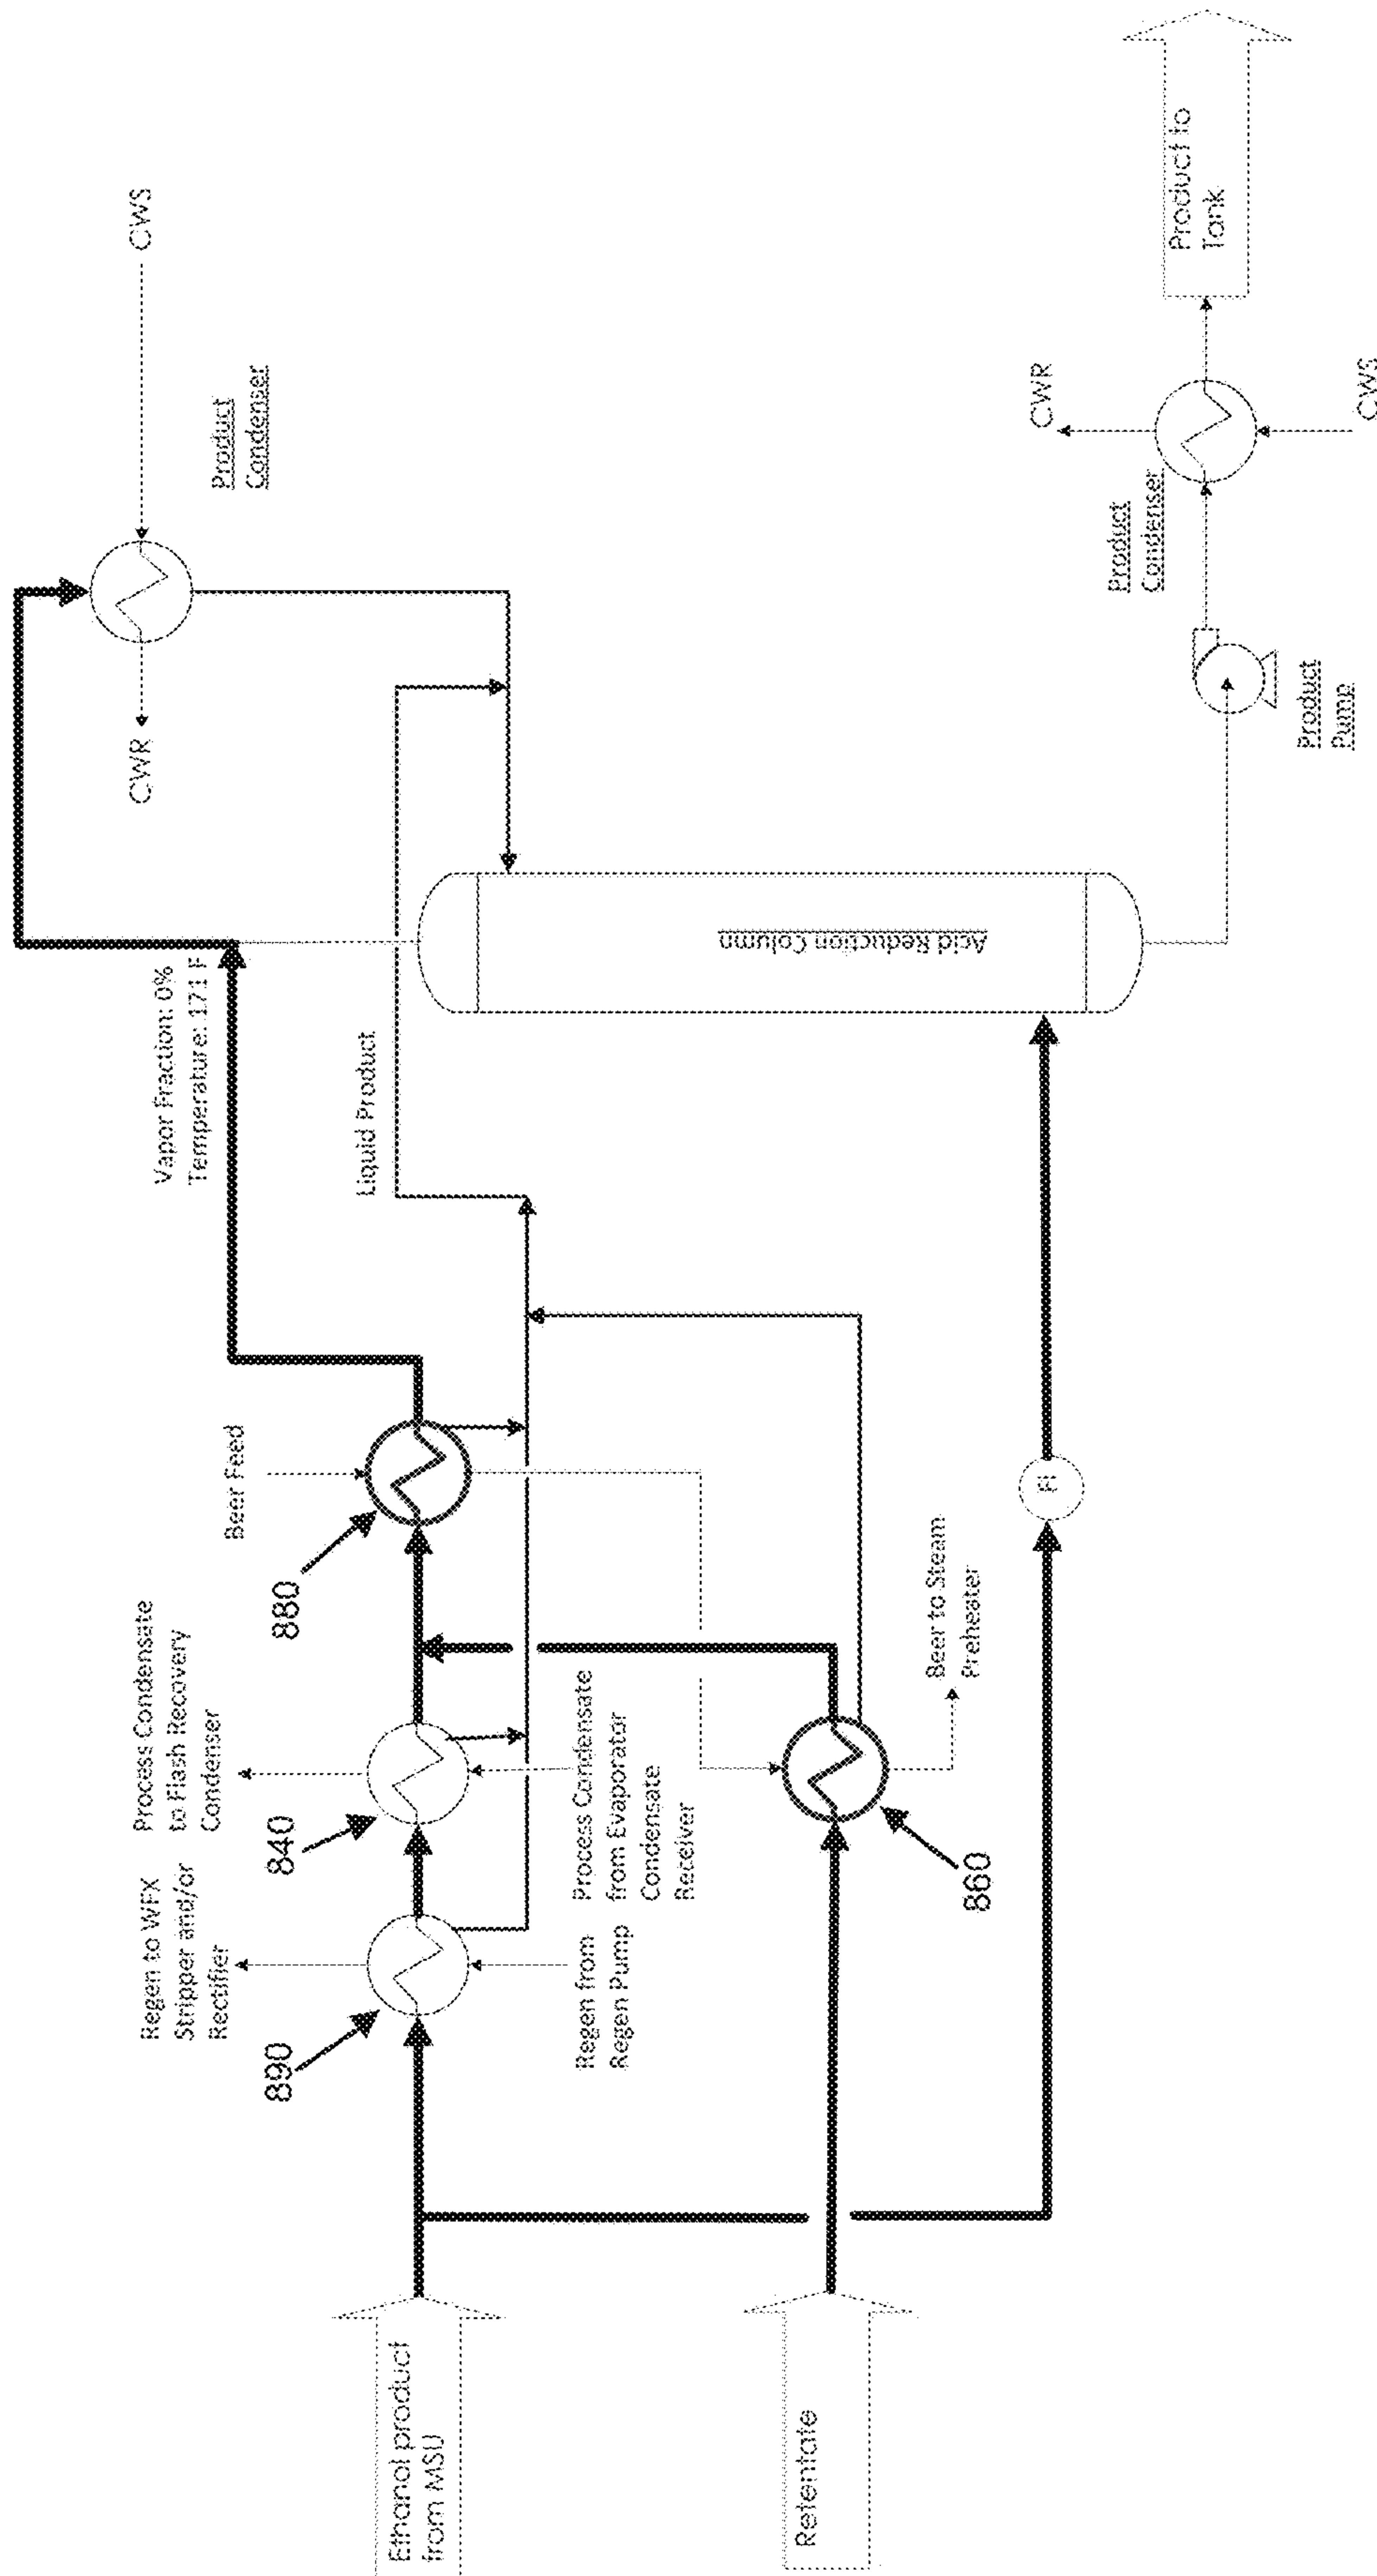 Ethanol product
from MSU
Retentate
890
Regen to WFX
Stripper and/or
Rectifier
Regen from
Regen Pump
840
Process Condensate
to Flash Recovery
Condenser
Process Condensate
from Evaporator
Condensate
Receiver
880
Beer Feed
860
Beer to Steam
Preheater
FI
Vapor Fraction: 0%
Temperature: 171 F
Liquid Product
Acid Reduction Column
CWR
CWS
Product
Condenser
Product
Pump
Product
Condenser
CWR
CWS
Product to
Tank